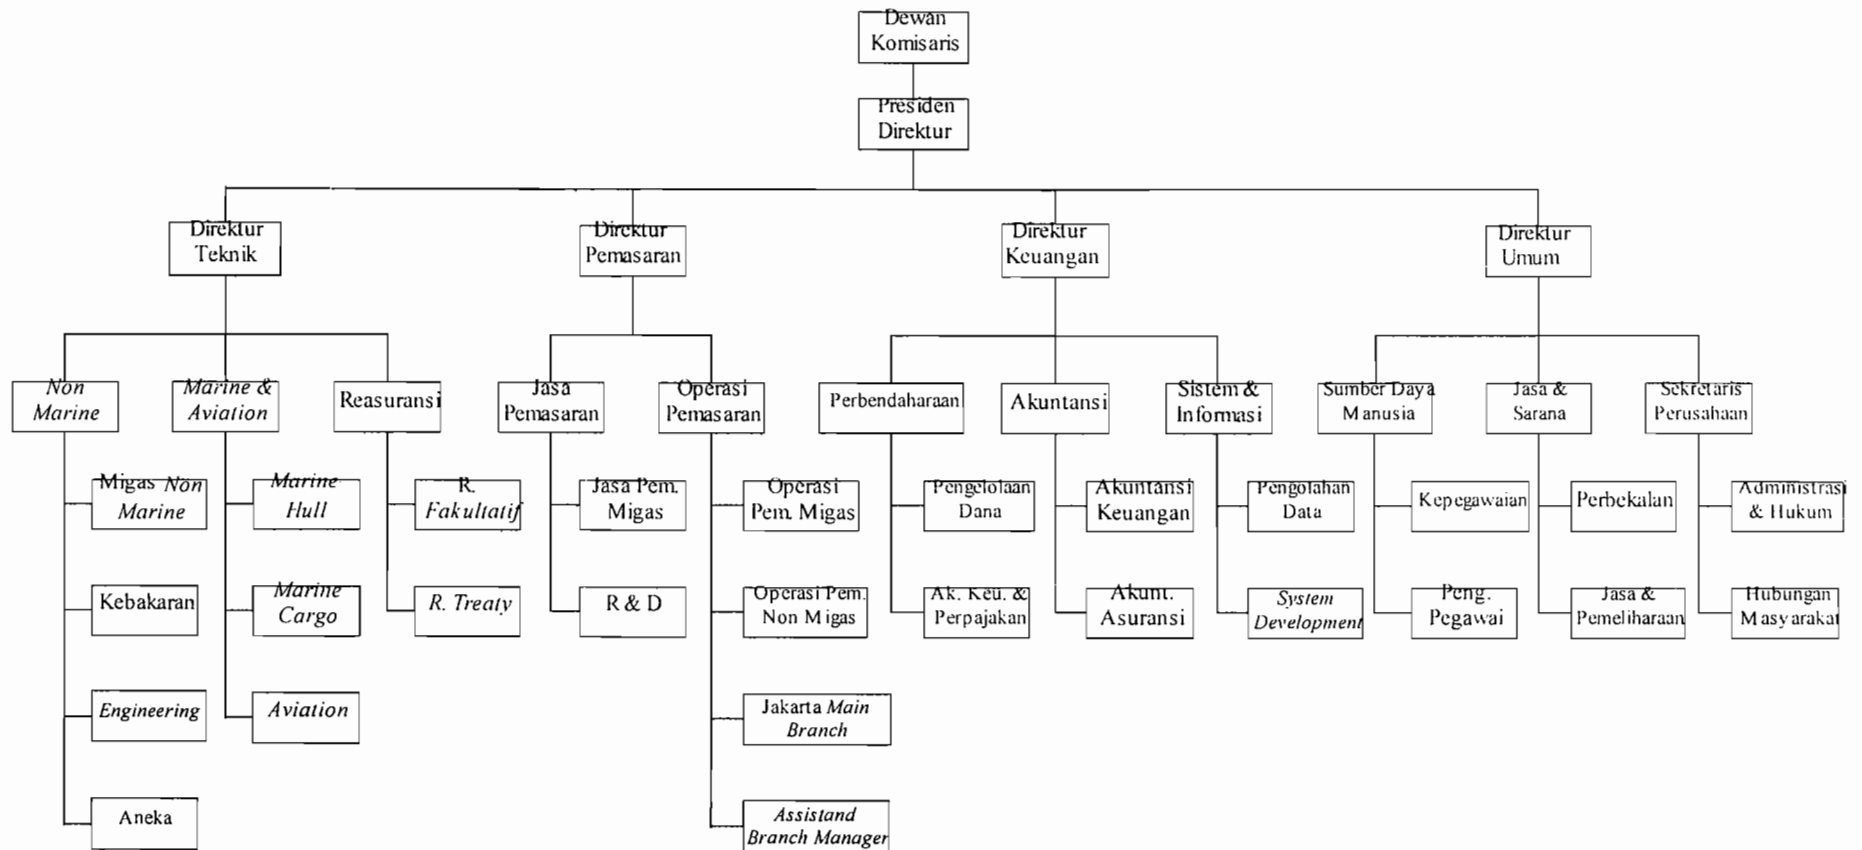 Dewan
Komisaris
Presiden
Direktur
Direktur
Teknik
Direktur
Pemasaran
Direktur
Keuangan
Direktur
Umum
Non
Marine
Marine &
Aviation
Reasuransi
Jasa
Pemasaran
Operasi
Pemasaran
Perbendaharaan
Akuntansi
Sistem &
Informasi
Sumber Daya
Manusia
Jasa &
Sarana
Sekretaris
Perusahaan
Migas Non
Marine
Marine
Hull
R.
Fakultatif
Jasa Pem.
Migas
Operasi
Pem. Migas
Pengelolaan
Dana
Akuntansi
Keuangan
Pengolahan
Data
Kepegawaian
Perbekalan
Administrasi
& Hukum
Kebakaran
Marine
Cargo
R. Treaty
R & D
Operasi Pem.
Non Migas
Ak. Keu. &
Perpajakan
Akunt.
Asuransi
System
Development
Peng.
Pegawai
Jasa &
Pemeliharaan
Hubungan
Masyarakat
Engineering
Aviation
Jakarta Main
Branch
Aneka
Assistand
Branch Manager